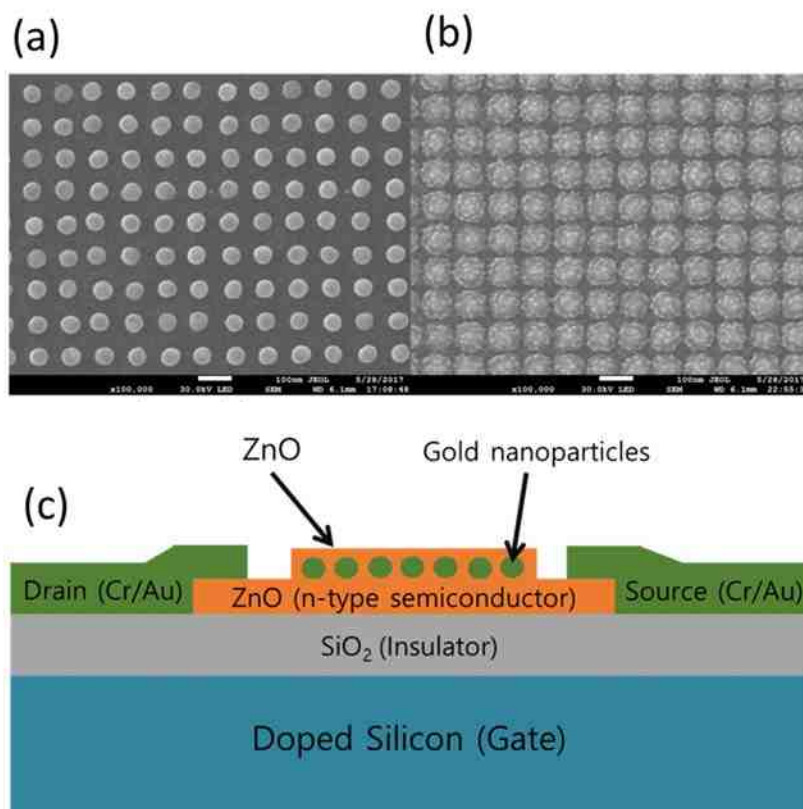 (a)
(b)
100nm JEOL 5/28/2017
x100,000 30.0kV LED SEM WD 6.1mm 17:08:48
100nm JEOL 5/28/201
x100,000 30.0kV LED SEM WD 6.1mm
(c)
ZnO
Gold nanoparticles
Drain (Cr/Au)
ZnO (n-type semiconductor)
Source (Cr/Au)
SiO₂ (Insulator)
Doped Silicon (Gate)